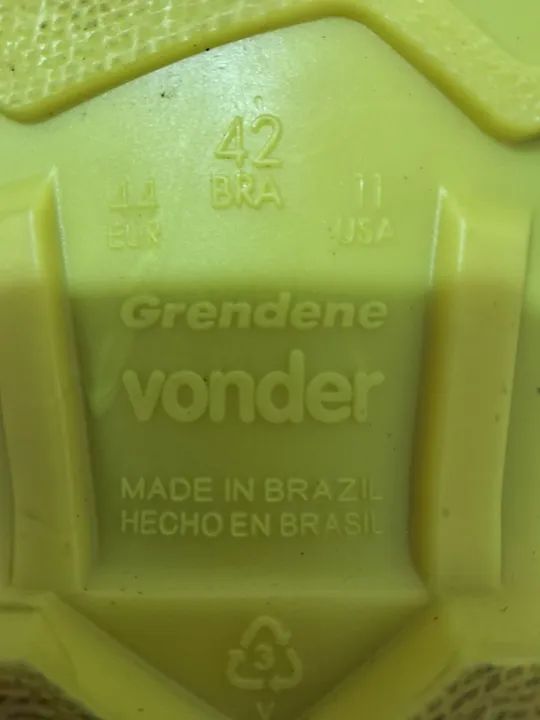 42
BRA
44
EUR
11
USA
Grendene
vonder
MADE IN BRAZIL
HECHO EN BRASIL
3
V